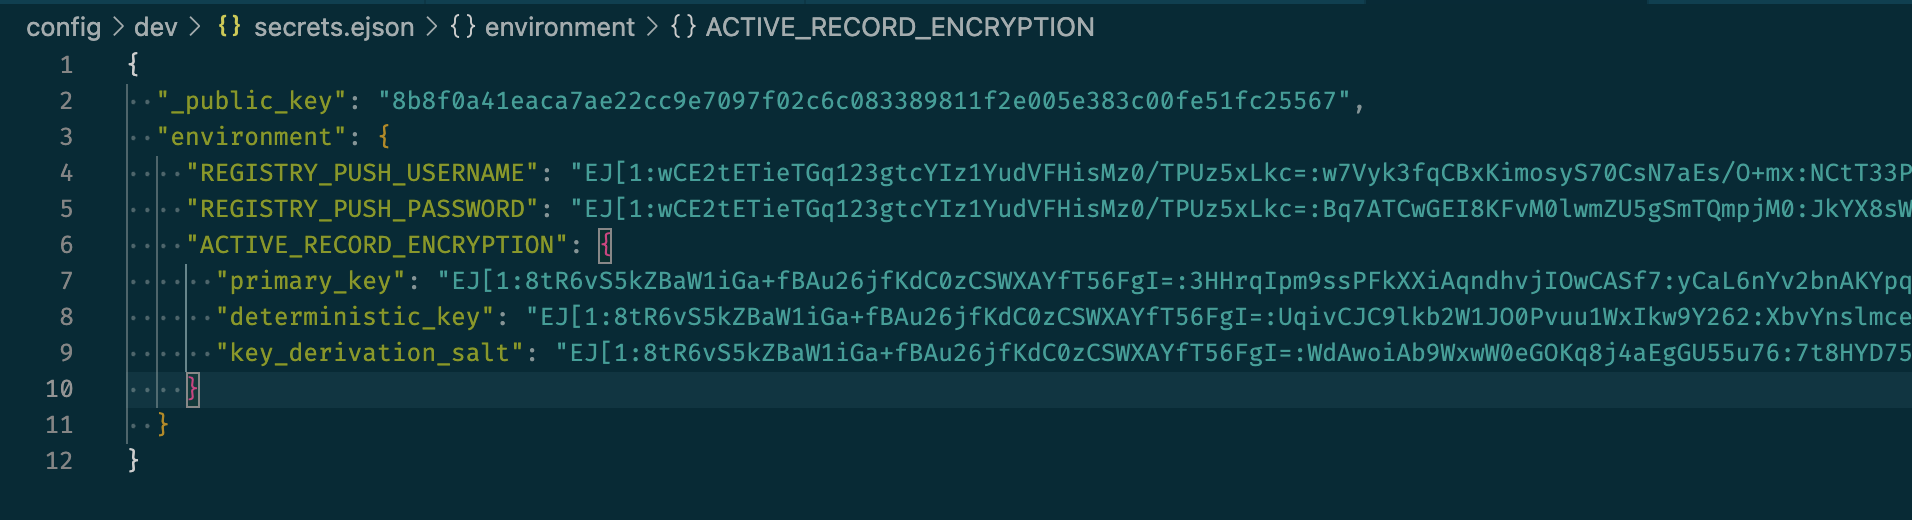 config > dev > {} secrets.ejson > {} environment > {} ACTIVE_RECORD_ENCRYPTION
1 {
2 "_public_key": "8b8f0a41eaca7ae22cc9e7097f02c6c083389811f2e005e383c00fe51fc25567",
3 "environment": {
4 "REGISTRY_PUSH_USERNAME": "EJ[1:wCE2tETieTGq123gtcYIz1YudVFHisMz0/TPUz5xLkc=:w7Vyk3fqCBxKimosyS70CsN7aEs/O+mx:NCtT33P
5 "REGISTRY_PUSH_PASSWORD": "EJ[1:wCE2tETieTGq123gtcYIz1YudVFHisMz0/TPUz5xLkc=:Bq7ATCwGEI8KFvM0lwmZU5gSmTQmpjM0:JkYX8sW
6 "ACTIVE_RECORD_ENCRYPTION": {
7 "primary_key": "EJ[1:8tR6vS5kZBaW1iGa+fBAu26jfKdC0zCSWXAYfT56FgI=:3HHrqIpm9ssPFkXXiAqndhvjIOwCASf7:yCaL6nYv2bnAKYpq
8 "deterministic_key": "EJ[1:8tR6vS5kZBaW1iGa+fBAu26jfKdC0zCSWXAYfT56FgI=:UqivCJC9lkb2W1JO0Pvuu1WxIkw9Y262:XbvYnslmce
9 "key_derivation_salt": "EJ[1:8tR6vS5kZBaW1iGa+fBAu26jfKdC0zCSWXAYfT56FgI=:WdAwoiAb9WxwW0eGOKq8j4aEgGU55u76:7t8HYD75
10 }
11 }
12 }